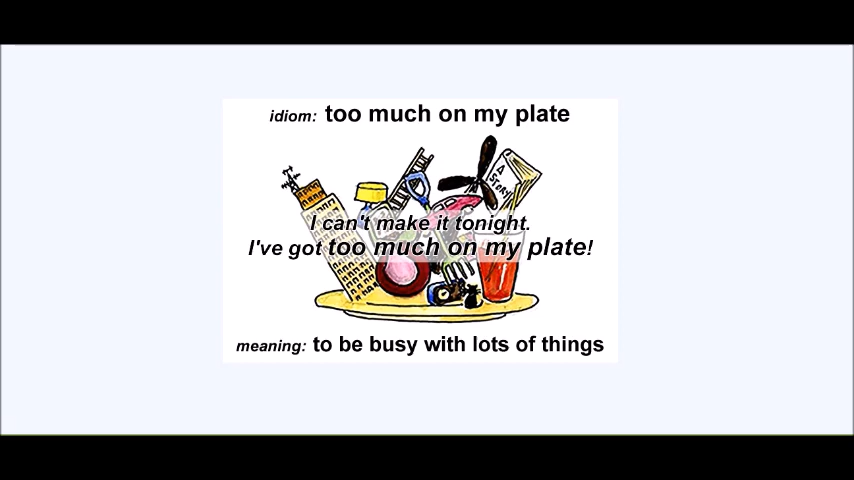 idiom: too much on my plate
A
STORY
I can't make it tonight.
I've got too much on my plate!
meaning: to be busy with lots of things